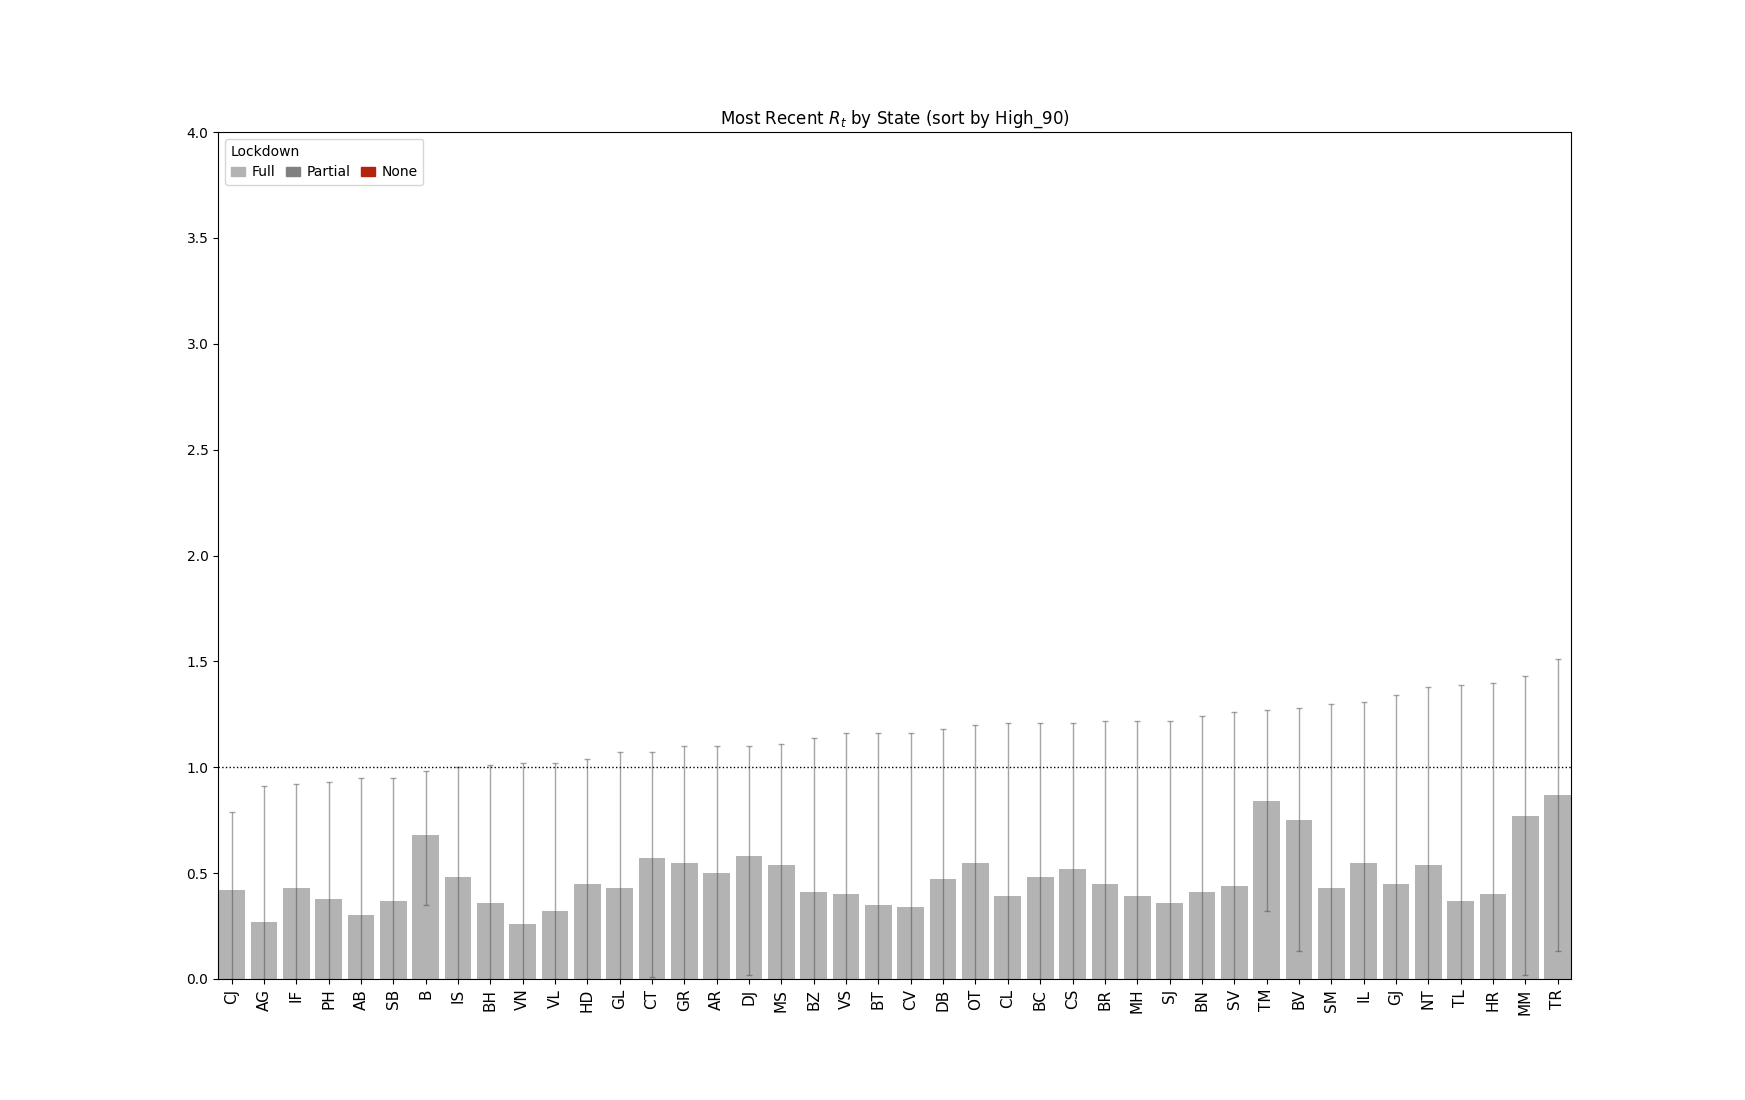 Most Recent Rt by State (sort by High_90)
4.0
Lockdown
Full Partial None
3.5
3.0
2.5
2.0
1.5
1.0
0.5
0.0
CJ AG IF PH AB SB B IS BH VN VL HD GL CT GR AR DJ MS BZ VS BT CV DB OT CL BC CS BR MH SJ BN SV TM BV SM IL GJ NT TL HR MM TR